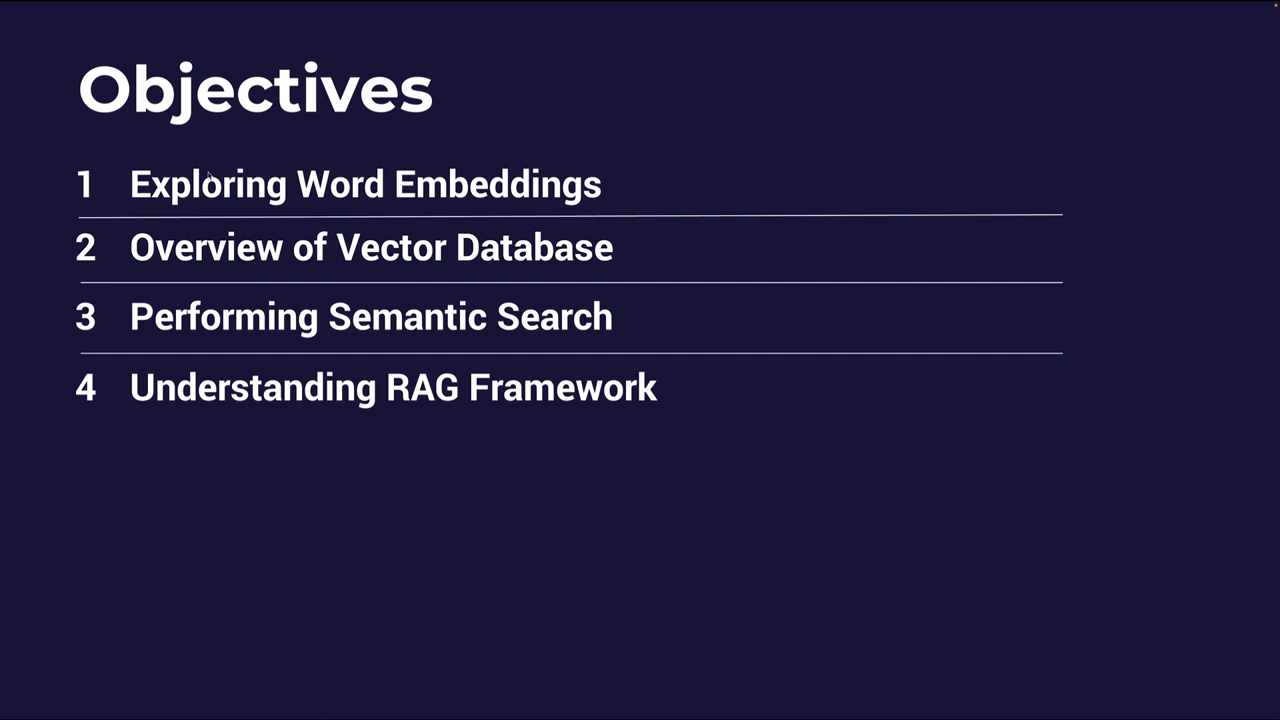 Objectives
1 Exploring Word Embeddings
2 Overview of Vector Database
3 Performing Semantic Search
4 Understanding RAG Framework